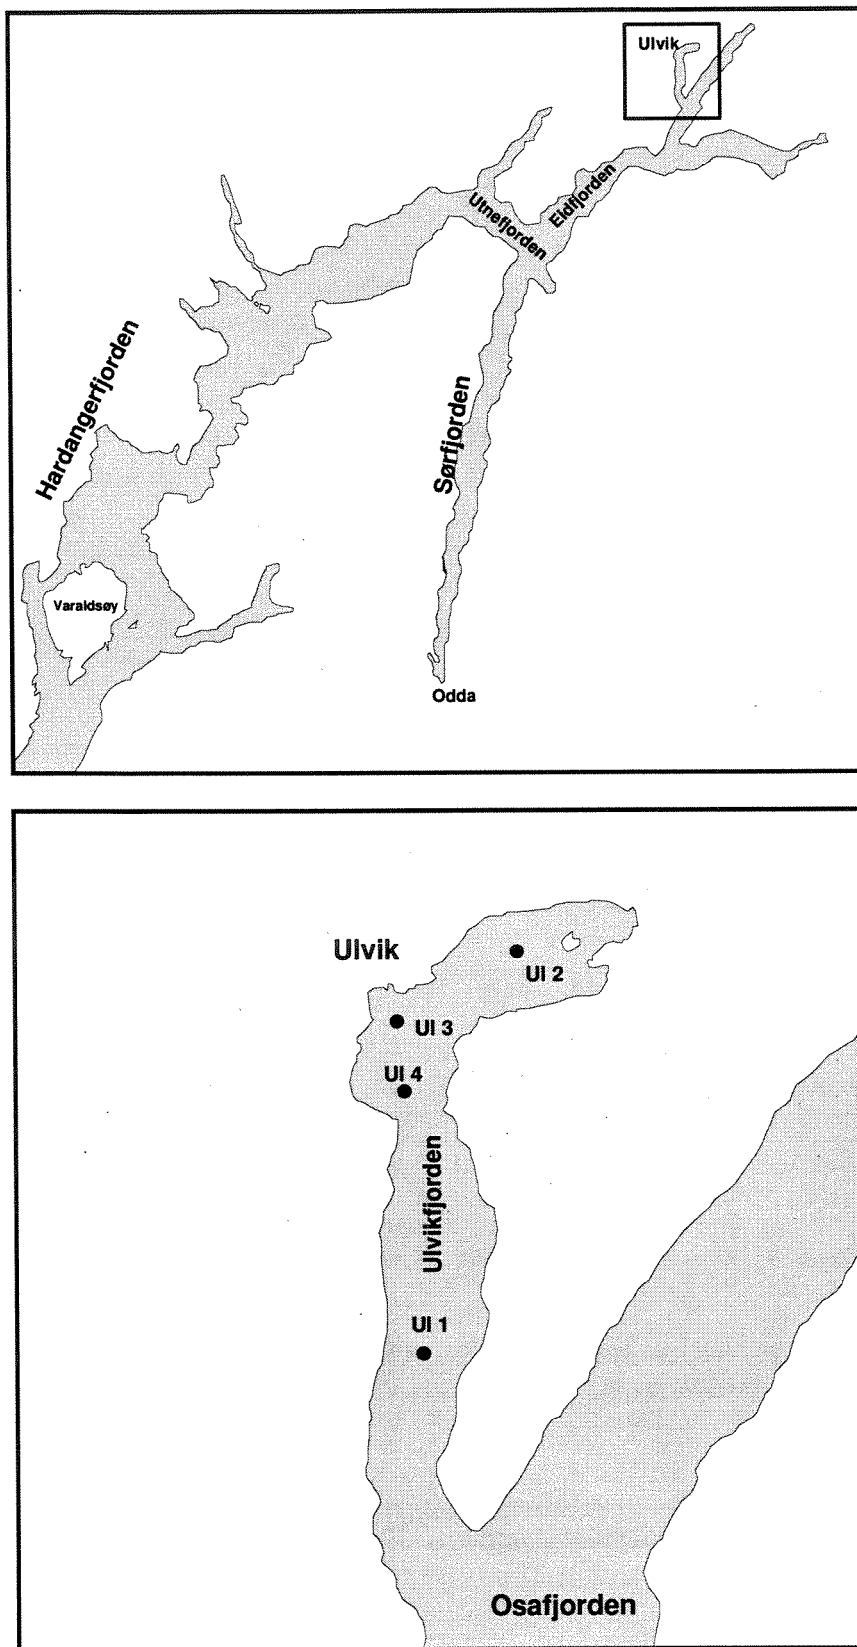 Ulvik
Utnefjorden
Eidfjorden
Hardangerfjorden
Sørfjorden
Varaldsøy
Odda
Ulvik
Ul 2
Ul 3
Ul 4
Ulvikfjorden
Ul 1
Osafjorden